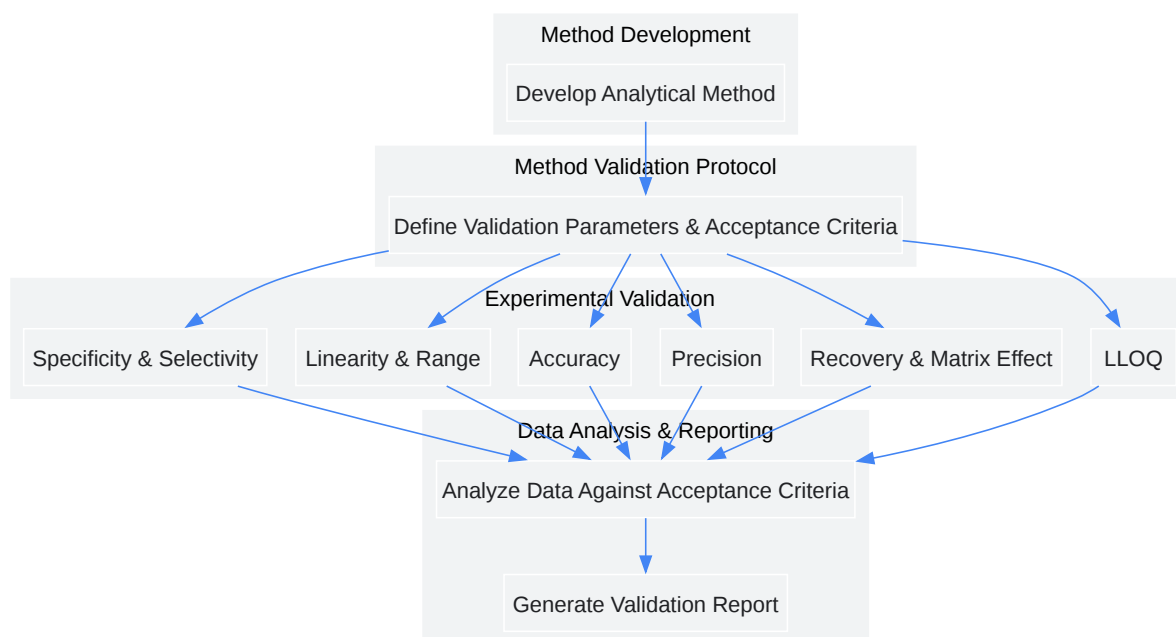 Method Development
Develop Analytical Method
Method Validation Protocol
Define Validation Parameters & Acceptance Criteria
Experimental Validation
Specificity & Selectivity
Linearity & Range
Accuracy
Precision
Recovery & Matrix Effect
LLOQ
Data Analysis & Reporting
Analyze Data Against Acceptance Criteria
Generate Validation Report